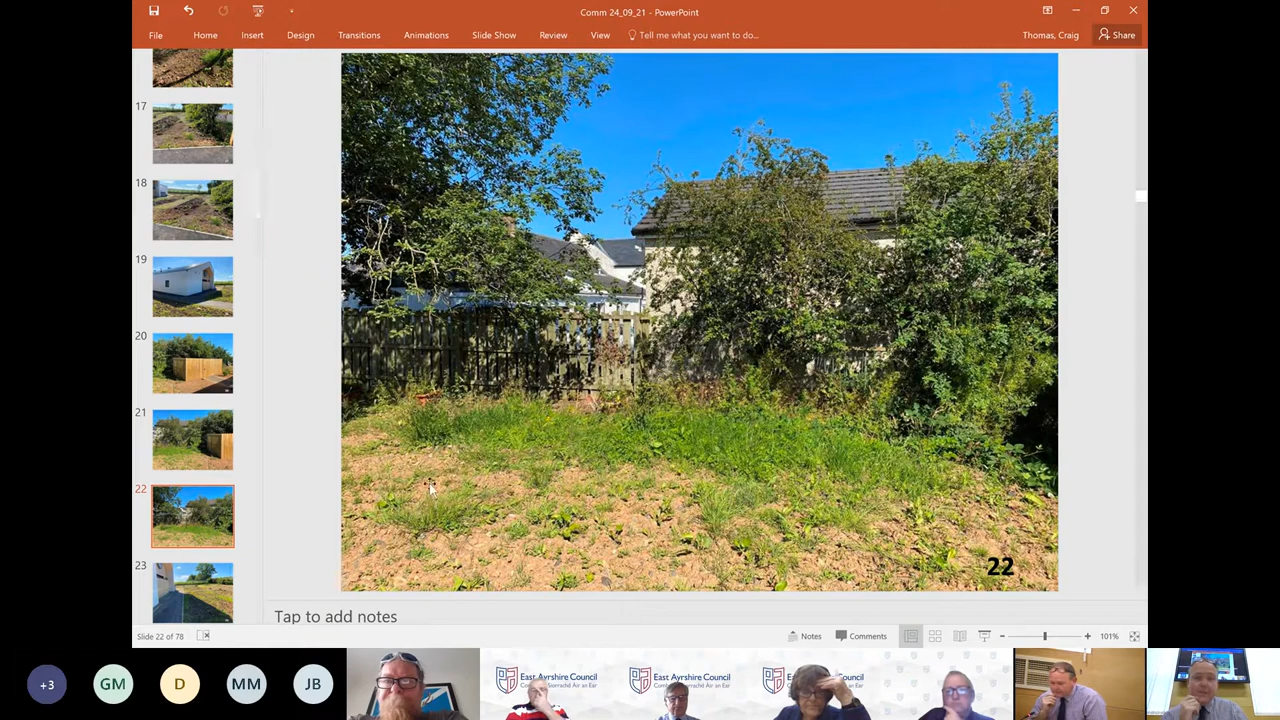 Comm 24_09_21 - PowerPoint
File Home Insert Design Transitions Animations Slide Show Review View Tell me what you want to do... Thomas, Craig Share
17
18
19
20
21
22
23
22
Tap to add notes
Slide 22 of 78 Notes Comments 101%
+3 GM D MM JB
East Ayrshire Council East Ayrshire Council East Ayrshire Council